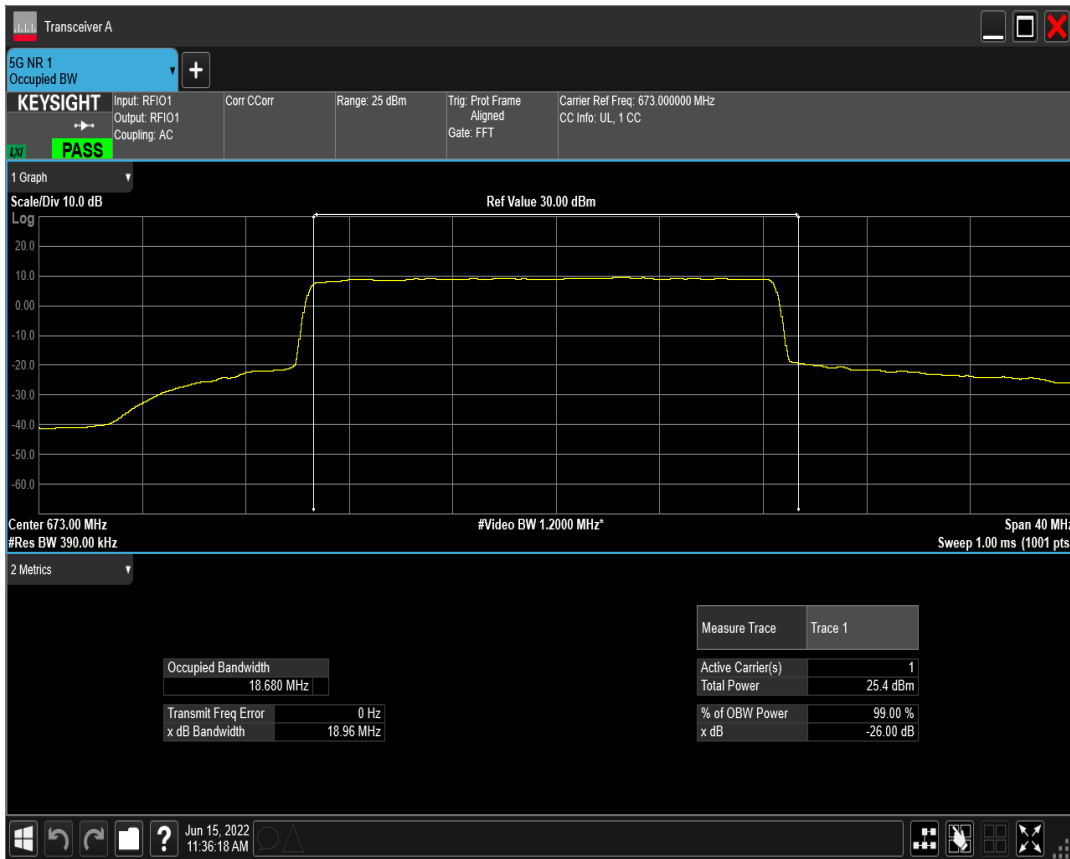 Transceiver A
5G NR 1
Occupied BW
+
KEYSIGHT
LXI
PASS
Input: RFIO1
Output: RFIO1
Coupling: AC
Corr CCorr
Range: 25 dBm
Trig: Prot Frame
Aligned
Gate: FFT
Carrier Ref Freq: 673.000000 MHz
CC Info: UL, 1 CC
1 Graph
Scale/Div 10.0 dB
Ref Value 30.00 dBm
Log
20.0
10.0
0.00
-10.0
-20.0
-30.0
-40.0
-50.0
-60.0
Center 673.00 MHz
#Video BW 1.2000 MHz*
Span 40 MHz
#Res BW 390.00 kHz
Sweep 1.00 ms (1001 pts
2 Metrics
Measure Trace Trace 1
Occupied Bandwidth
18.680 MHz
Active Carrier(s) 1
Total Power 25.4 dBm
Transmit Freq Error 0 Hz
x dB Bandwidth 18.96 MHz
% of OBW Power 99.00 %
x dB -26.00 dB
?
Jun 15, 2022
11:36:18 AM